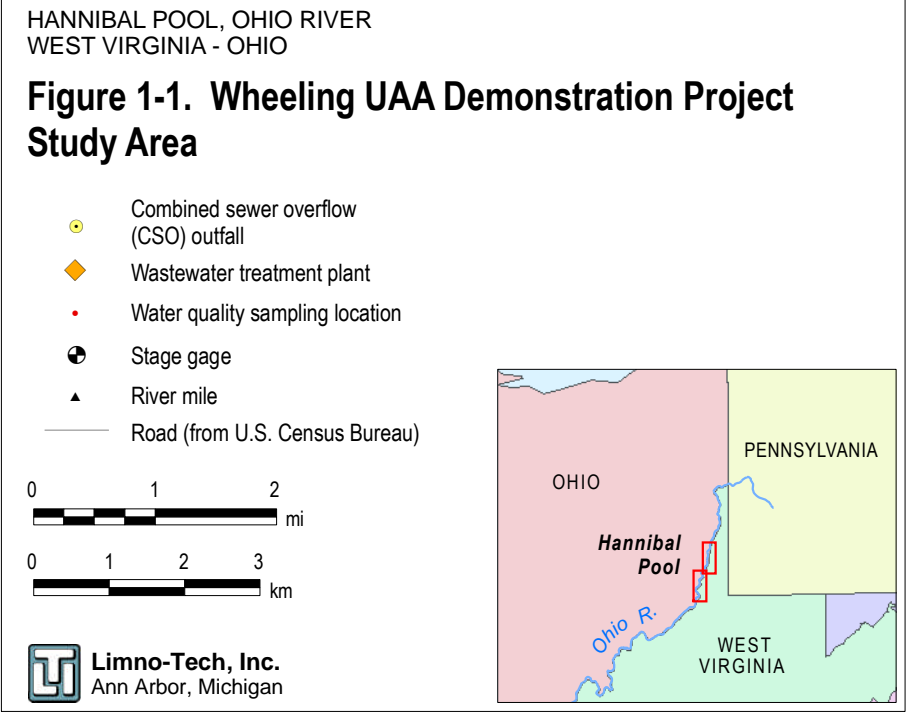 HANNIBAL POOL, OHIO RIVER
WEST VIRGINIA - OHIO
Figure 1-1. Wheeling UAA Demonstration Project
Study Area
Combined sewer overflow
(CSO) outfall
Wastewater treatment plant
Water quality sampling location
Stage gage
River mile
Road (from U.S. Census Bureau)
0 1 2
mi
0 1 2 3
km
LTI
Limno-Tech, Inc.
Ann Arbor, Michigan
PENNSYLVANIA
OHIO
Hannibal
Pool
Ohio R.
WEST
VIRGINIA